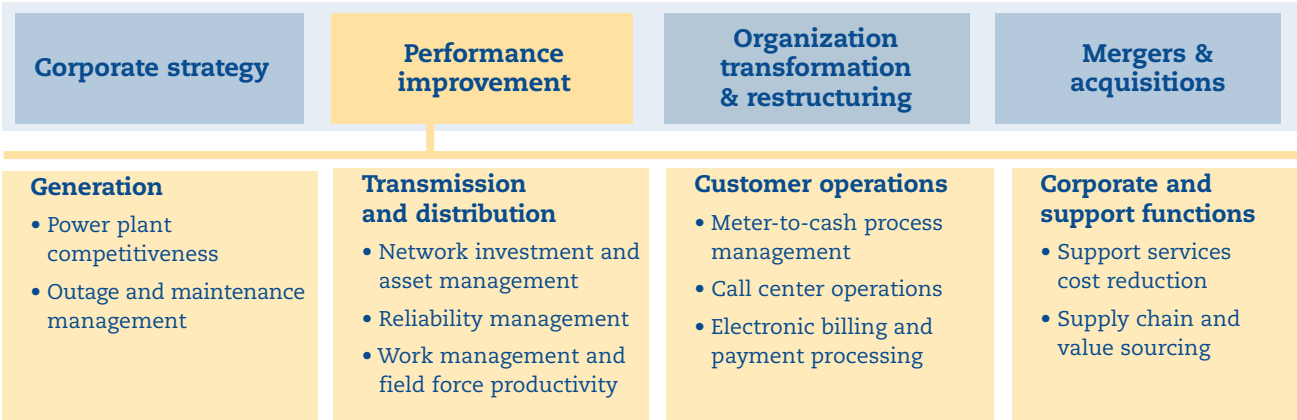 Corporate strategy
Performance
improvement
Organization
transformation
& restructuring
Mergers &
acquisitions
Generation
• Power plant
competitiveness
• Outage and maintenance
management
Transmission
and distribution
• Network investment and
asset management
• Reliability management
• Work management and
field force productivity
Customer operations
• Meter-to-cash process
management
• Call center operations
• Electronic billing and
payment processing
Corporate and
support functions
• Support services
cost reduction
• Supply chain and
value sourcing